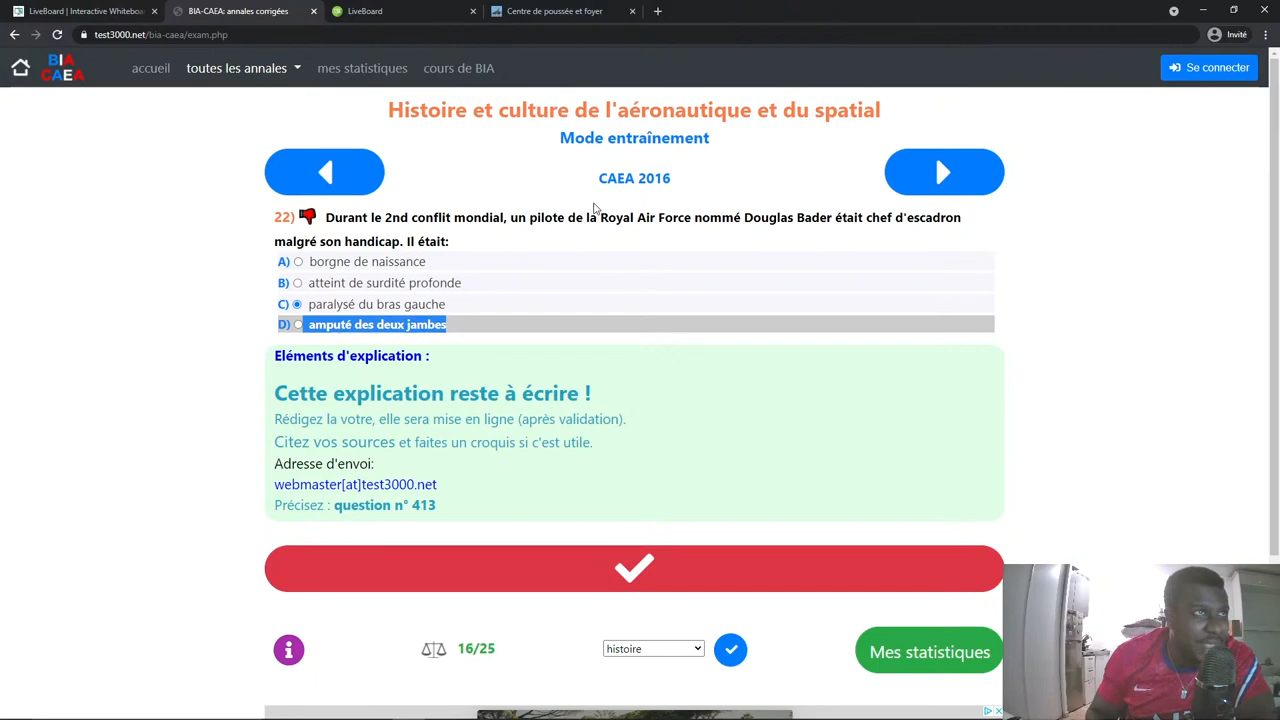 LiveBoard | Interactive Whiteboa
BIA-CAEA: annales corrigées
LiveBoard
Centre de poussée et foyer
test3000.net/bia-caea/exam.php
Invité
BIA
CAEA
accueil
toutes les annales
mes statistiques
cours de BIA
Se connecter
Histoire et culture de l'aéronautique et du spatial
Mode entraînement
CAEA 2016
22) Durant le 2nd conflit mondial, un pilote de la Royal Air Force nommé Douglas Bader était chef d'escadron
malgré son handicap. Il était:
A) borgne de naissance
B) atteint de surdité profonde
C) paralysé du bras gauche
D) amputé des deux jambes
Eléments d'explication :
Cette explication reste à écrire !
Rédigez la votre, elle sera mise en ligne (après validation).
Citez vos sources et faites un croquis si c'est utile.
Adresse d'envoi:
webmaster[at]test3000.net
Précisez : question n° 413
16/25
histoire
Mes statistiques